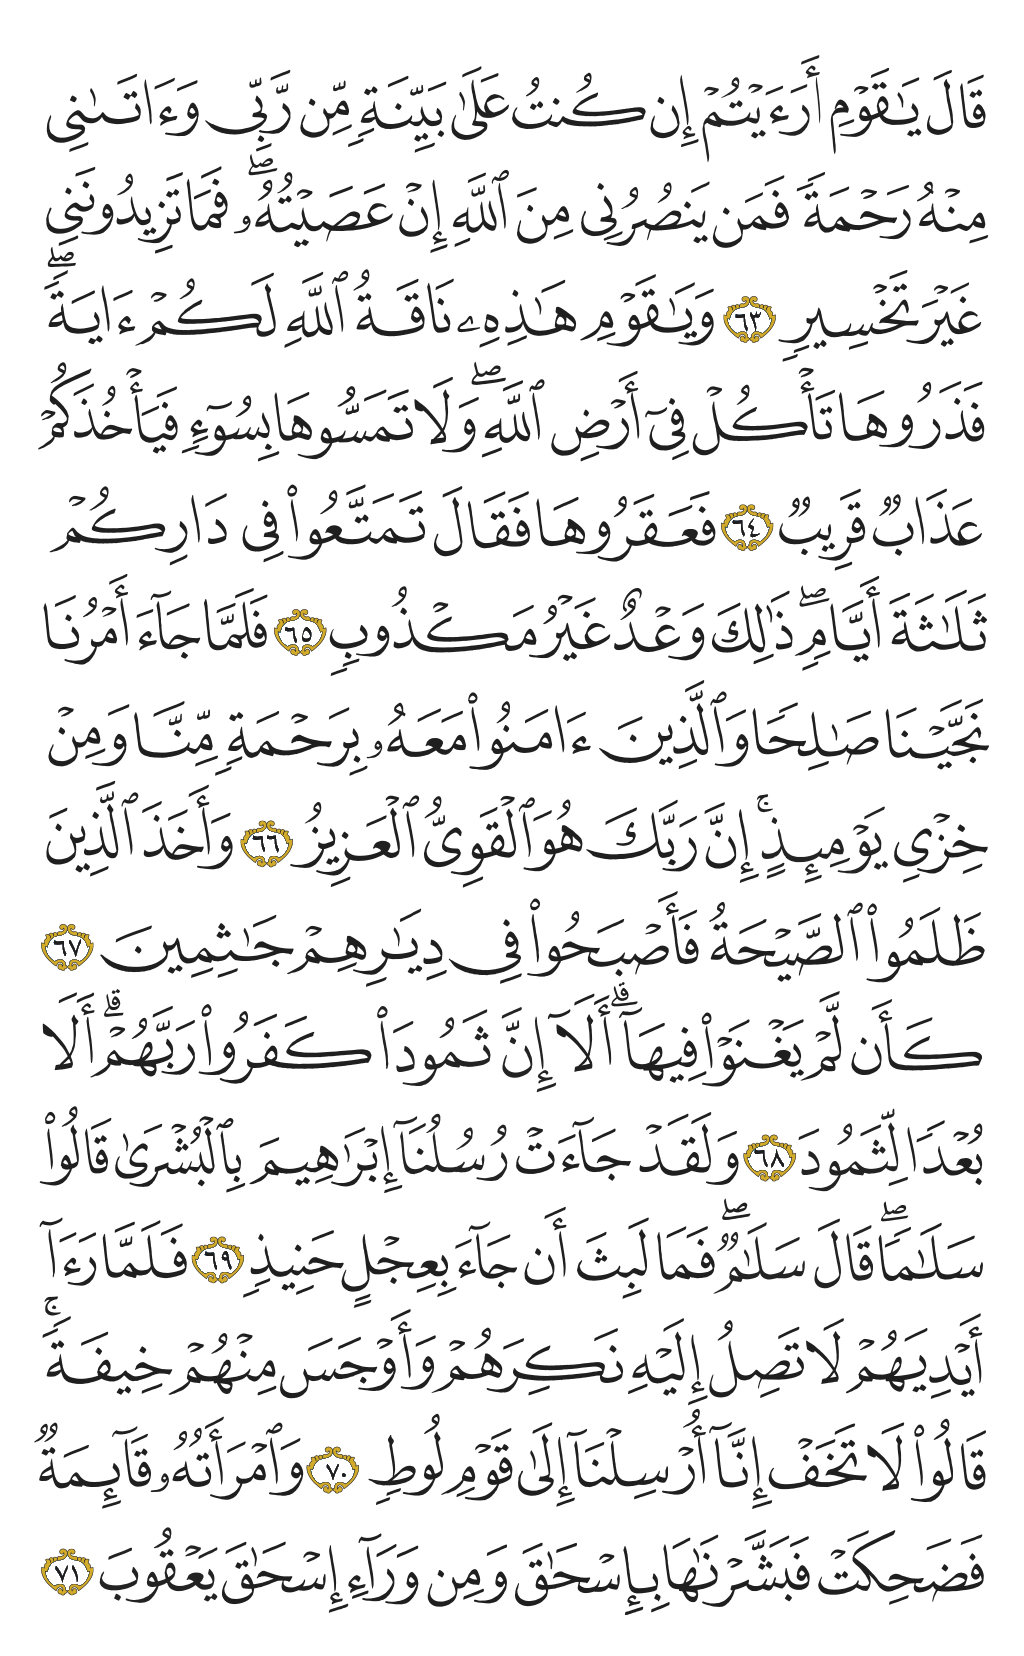 قَالَ يَٰقَوۡمِ أَرَءَيۡتُمۡ إِن كُنتُ عَلَىٰ بَيِّنَةٖ مِّن رَّبِّي وَءَاتَىٰنِي
مِنۡهُ رَحۡمَةٗ فَمَن يَنصُرُنِي مِنَ ٱللَّهِ إِنۡ عَصَيۡتُهُۥۖ فَمَا تَزِيدُونَنِي
غَيۡرَ تَخۡسِيرٖ ٦٣ وَيَٰقَوۡمِ هَٰذِهِۦ نَاقَةُ ٱللَّهِ لَكُمۡ ءَايَةٗۖ
فَذَرُوهَا تَأۡكُلۡ فِيٓ أَرۡضِ ٱللَّهِۖ وَلَا تَمَسُّوهَا بِسُوٓءٖ فَيَأۡخُذَكُمۡ
عَذَابٞ قَرِيبٞ ٦٤ فَعَقَرُوهَا فَقَالَ تَمَتَّعُواْ فِي دَارِكُمۡ
ثَلَٰثَةَ أَيَّامٖۖ ذَٰلِكَ وَعۡدٌ غَيۡرُ مَكۡذُوبٖ ٦٥ فَلَمَّا جَآءَ أَمۡرُنَا
نَجَّيۡنَا صَٰلِحٗا وَٱلَّذِينَ ءَامَنُواْ مَعَهُۥ بِرَحۡمَةٖ مِّنَّا وَمِنۡ
خِزۡيِ يَوۡمِئِذٍۚ إِنَّ رَبَّكَ هُوَ ٱلۡقَوِيُّ ٱلۡعَزِيزُ ٦٦ وَأَخَذَ ٱلَّذِينَ
ظَلَمُواْ ٱلصَّيۡحَةُ فَأَصۡبَحُواْ فِي دِيَٰرِهِمۡ جَٰثِمِينَ ٦٧
كَأَن لَّمۡ يَغۡنَوۡاْ فِيهَآۗ أَلَآ إِنَّ ثَمُودَاْ كَفَرُواْ رَبَّهُمۡۗ أَلَا
بُعۡدٗا لِّثَمُودَ ٦٨ وَلَقَدۡ جَآءَتۡ رُسُلُنَآ إِبۡرَٰهِيمَ بِٱلۡبُشۡرَىٰ قَالُواْ
سَلَٰمٗاۖ قَالَ سَلَٰمٞۖ فَمَا لَبِثَ أَن جَآءَ بِعِجۡلٍ حَنِيذٖ ٦٩ فَلَمَّا رَءَآ
أَيۡدِيَهُمۡ لَا تَصِلُ إِلَيۡهِ نَكِرَهُمۡ وَأَوۡجَسَ مِنۡهُمۡ خِيفَةٗۚ
قَالُواْ لَا تَخَفۡ إِنَّآ أُرۡسِلۡنَآ إِلَىٰ قَوۡمِ لُوطٖ ٧٠ وَٱمۡرَأَتُهُۥ قَآئِمَةٞ
فَضَحِكَتۡ فَبَشَّرۡنَٰهَا بِإِسۡحَٰقَ وَمِن وَرَآءِ إِسۡحَٰقَ يَعۡقُوبَ ٧١